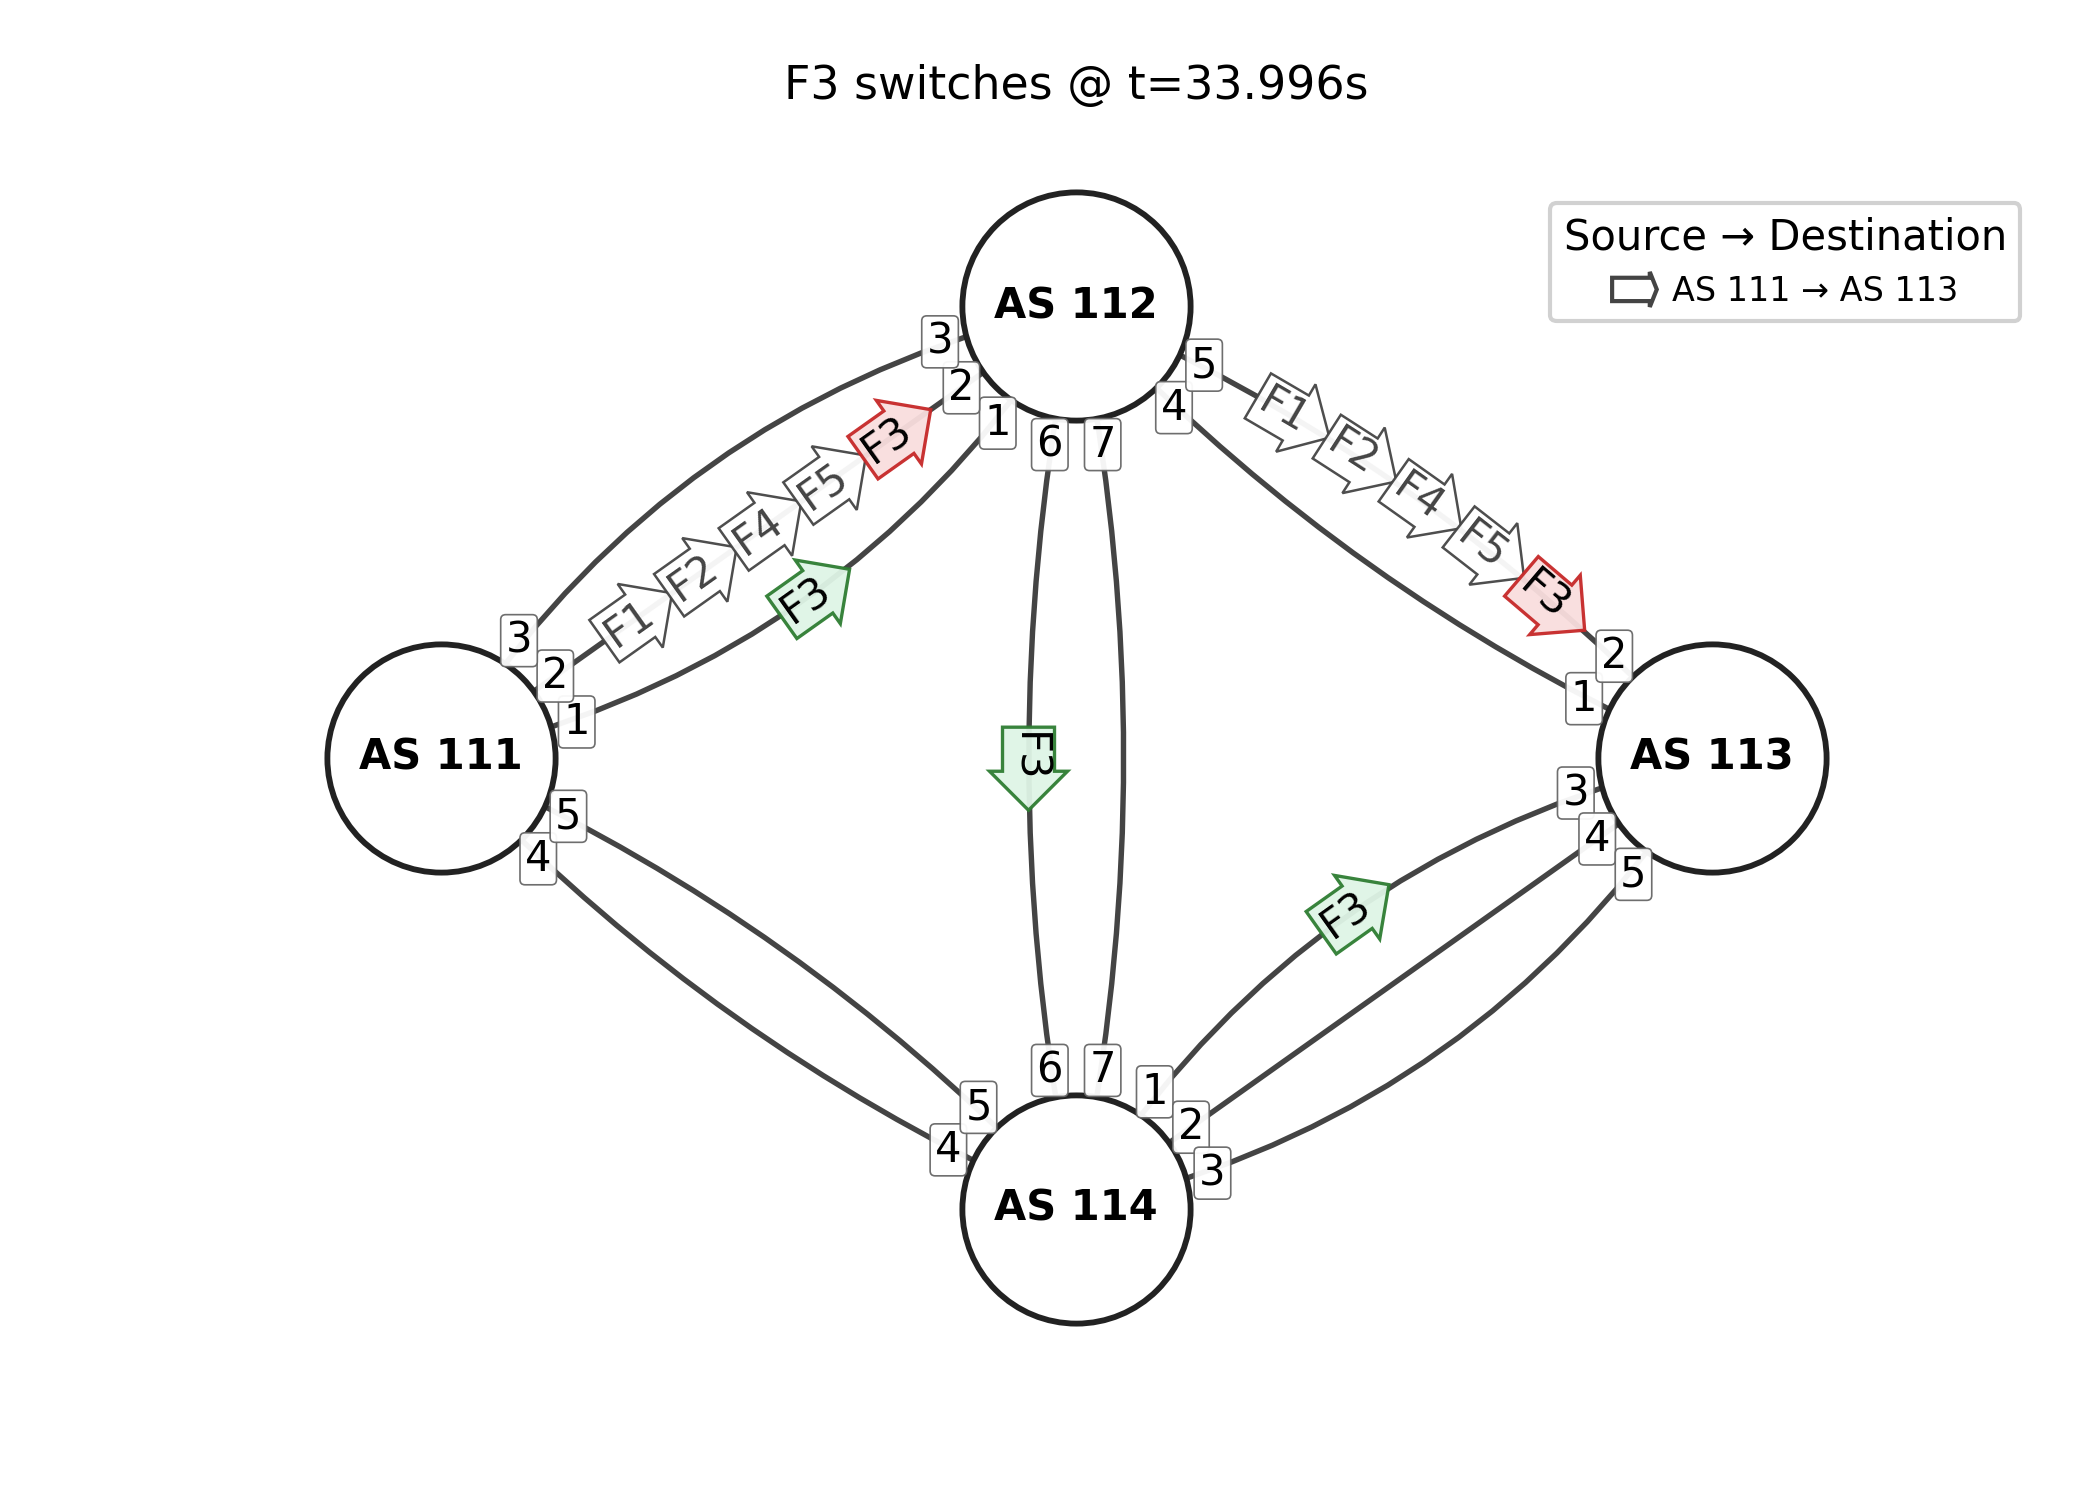 F3 switches @ t=33.996s
Source → Destination
AS 111 → AS 113
AS 112
3
2
1
6
7
4
5
F1
F2
F4
F5
F3
F1
F2
F4
F5
F3
F3
3
2
1
AS 111
5
4
2
1
AS 113
3
4
5
F3
F3
6
7
5
4
1
2
3
AS 114